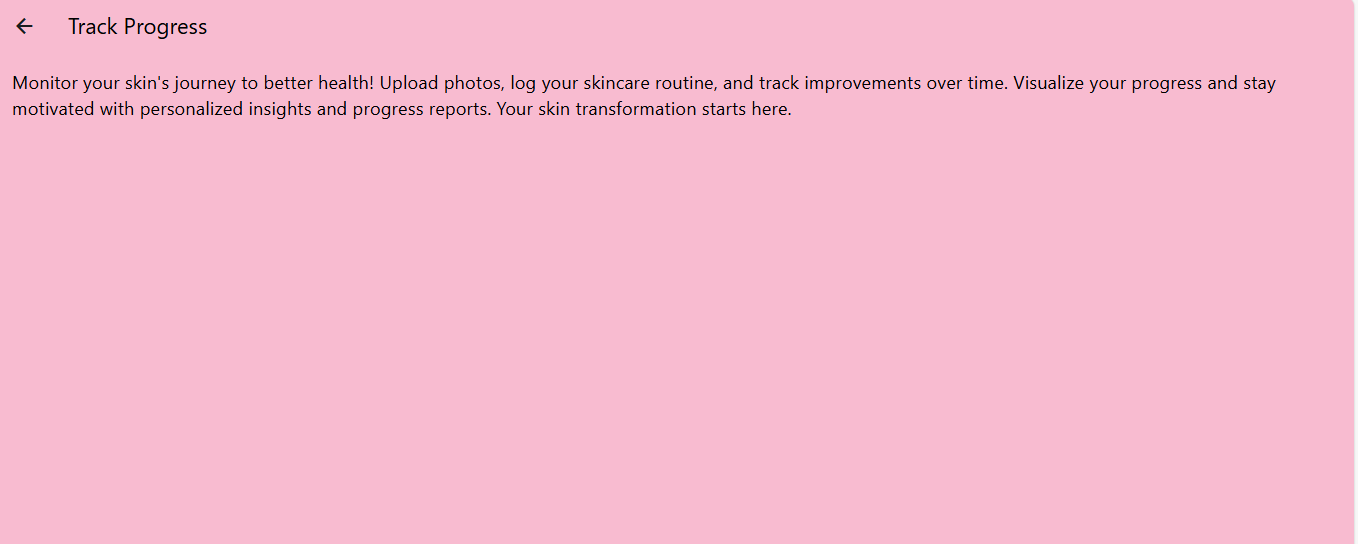 Track Progress
Monitor your skin's journey to better health! Upload photos, log your skincare routine, and track improvements over time. Visualize your progress and stay
motivated with personalized insights and progress reports. Your skin transformation starts here.